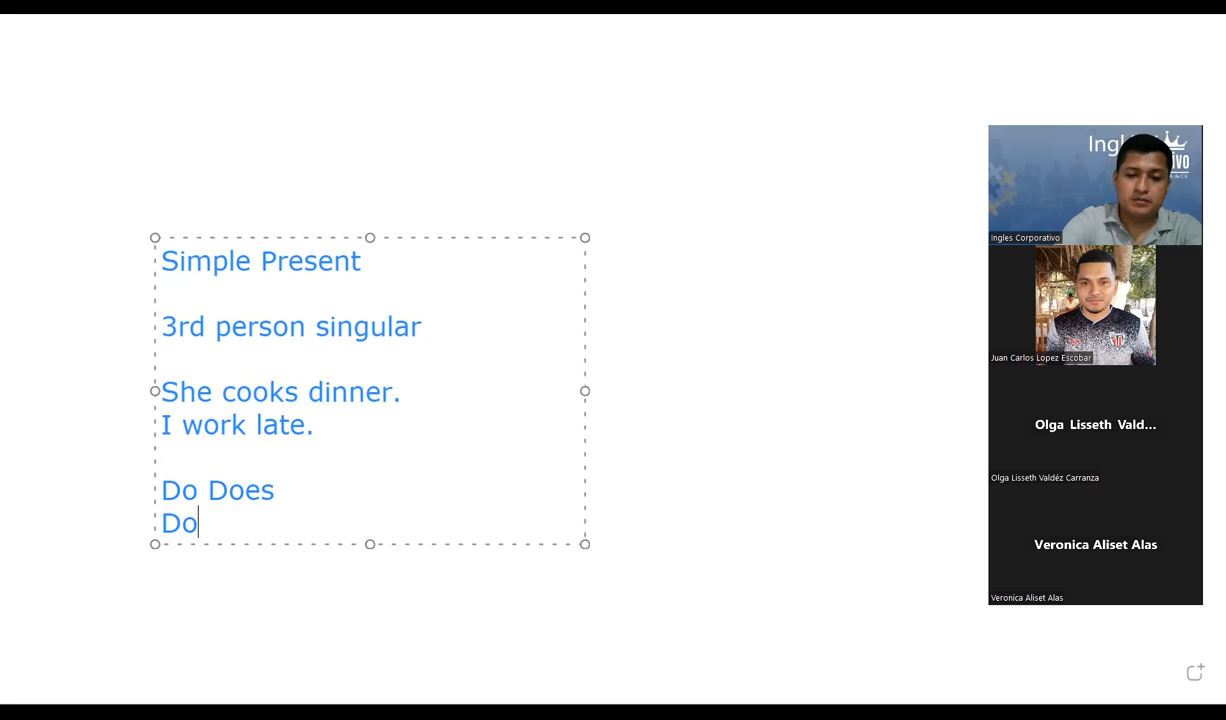 Simple Present
3rd person singular
She cooks dinner.
I work late.
Do Does
Do
Ingles Corporativo
Juan Carlos Lopez Escobar
Olga Lisseth Vald...
Olga Lisseth Valdéz Carranza
Veronica Aliset Alas
Veronica Aliset Alas